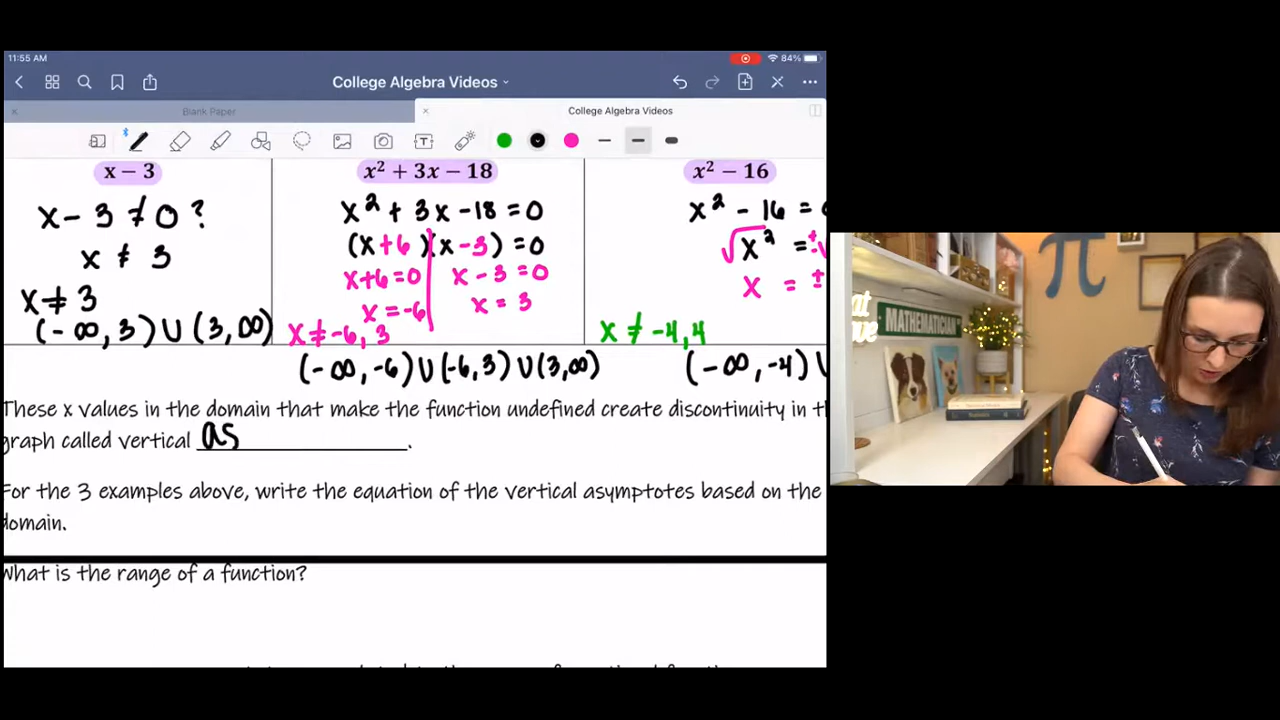 11:55 AM
84%
College Algebra Videos
Blank Paper
College Algebra Videos
x − 3
x² + 3x − 18
x² − 16
x - 3 ≠ 0 ?
x ≠ 3
x ≠ 3
(-∞, 3) ∪ (3, ∞)
x² + 3x - 18 = 0
(x + 6)(x - 3) = 0
x + 6 = 0
x - 3 = 0
x = -6
x = 3
x ≠ -6, 3
(-∞, -6) ∪ (-6, 3) ∪ (3, ∞)
x² - 16 =
√x² = ±√
x = ±
x ≠ -4, 4
(-∞, -4) ∪
These x values in the domain that make the function undefined create discontinuity in
graph called vertical as______.
For the 3 examples above, write the equation of the vertical asymptotes based on the
domain.
What is the range of a function?
MATHEMATICIAN